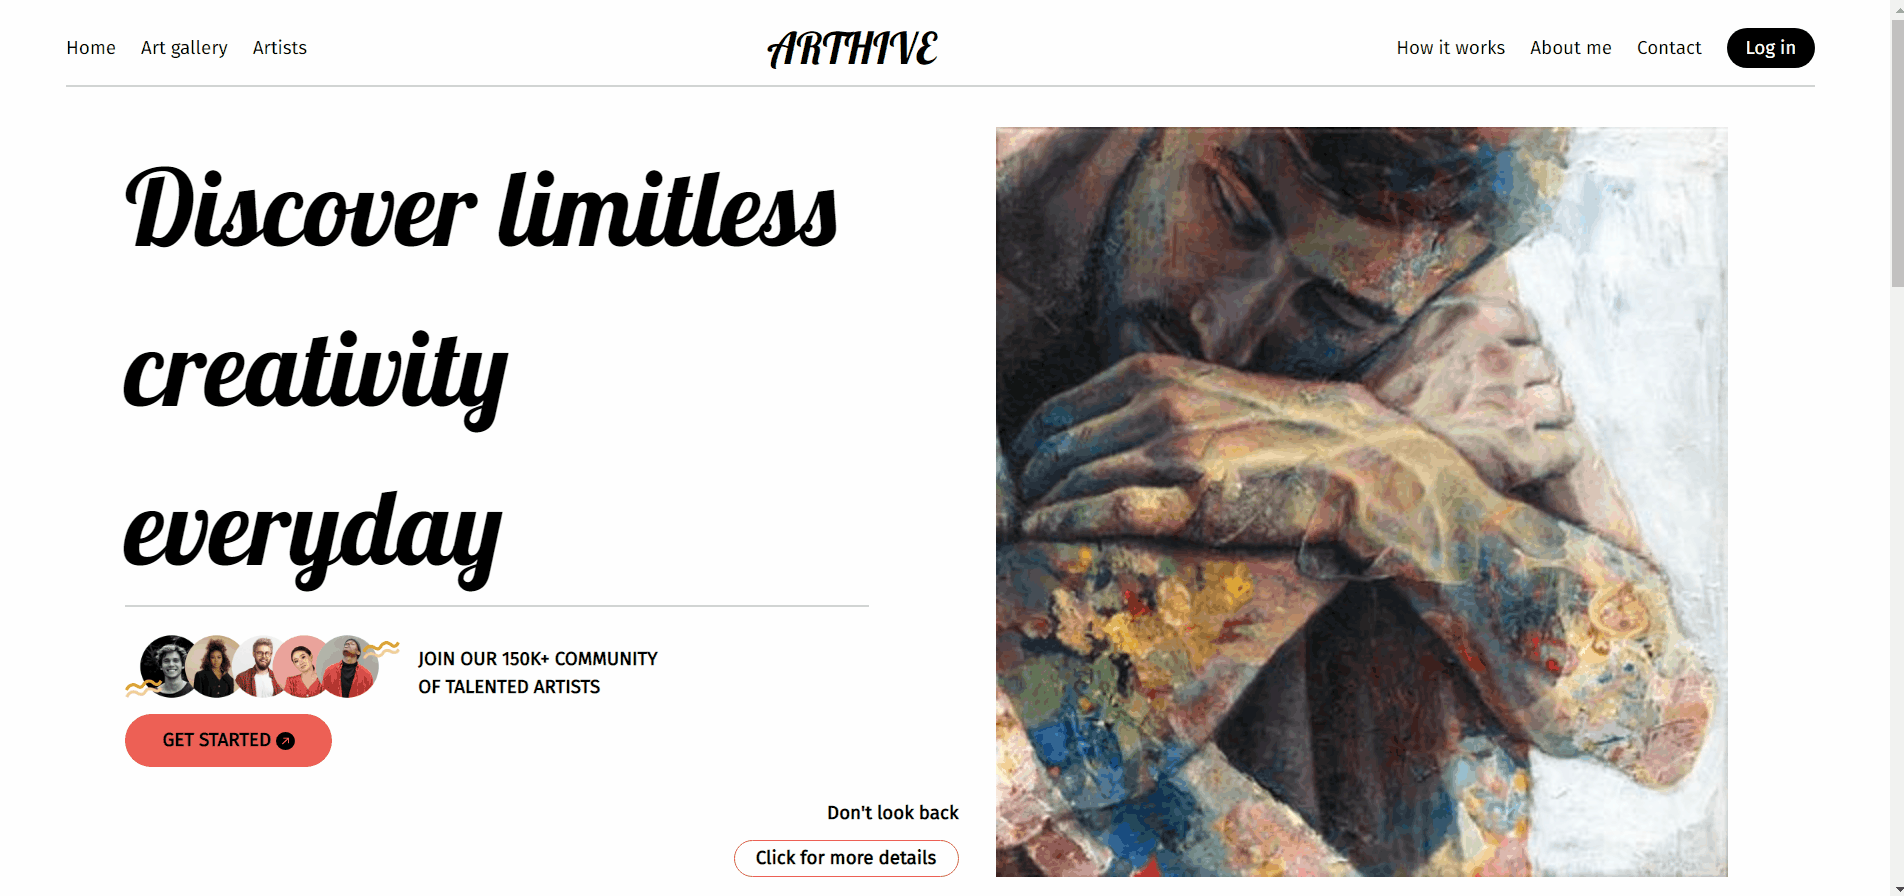 Home Art gallery Artists ARTHIVE How it works About me Contact Log in
Discover limitless
creativity
everyday
JOIN OUR 150K+ COMMUNITY
OF TALENTED ARTISTS
GET STARTED
Don't look back
Click for more details